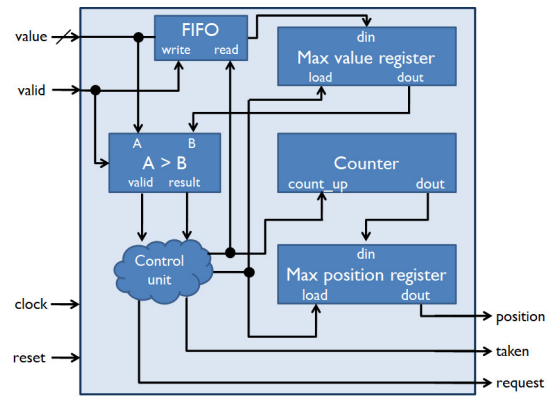 value
valid
clock
reset
FIFO
write read
din
Max value register
load dout
A B
A > B
valid result
Counter
count_up dout
Control
unit
din
Max position register
load dout
position
taken
request